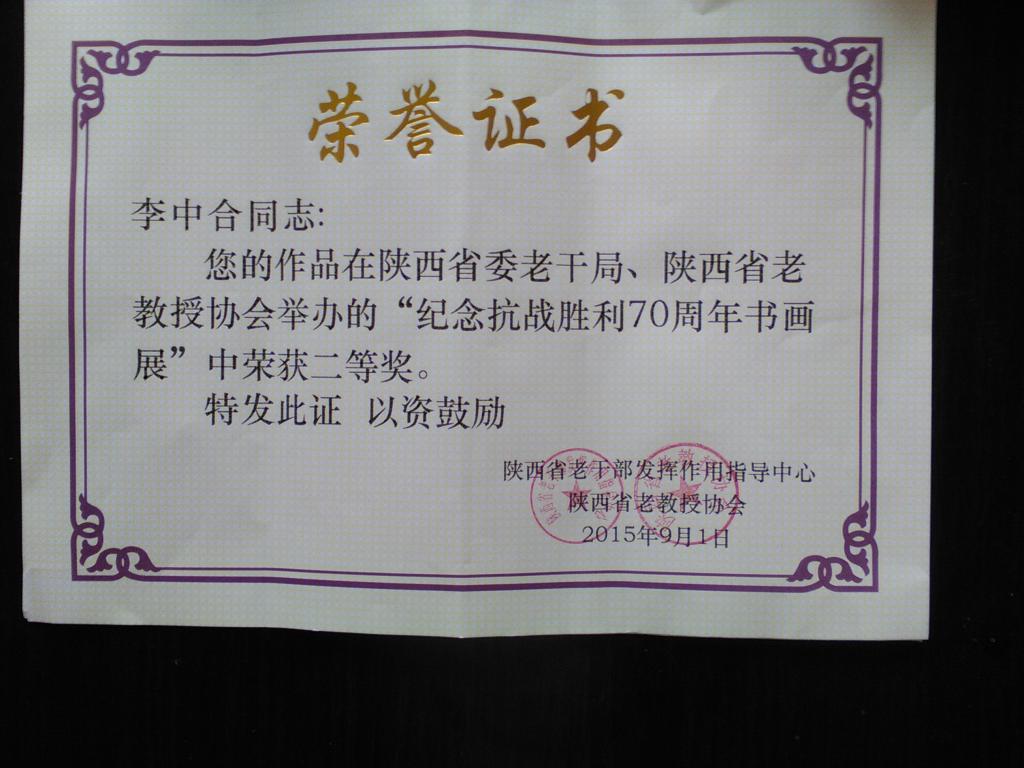 荣誉证书
李中合同志:
您的作品在陕西省委老干局、陕西省老
教授协会举办的“纪念抗战胜利70周年书画
展”中荣获二等奖。
特发此证 以资鼓励
陕西省老干部发挥作用指导中心
陕西省老教授协会
2015年9月1日